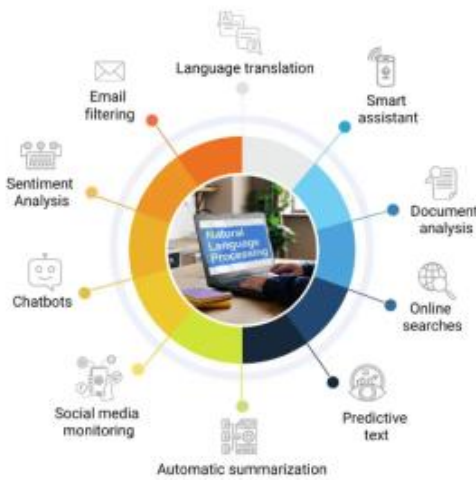 Language translation
Smart
assistant
Document
analysis
Online
searches
Predictive
text
Automatic summarization
Social media
monitoring
Chatbots
Sentiment
Analysis
Email
filtering
Natural
Language
Processing